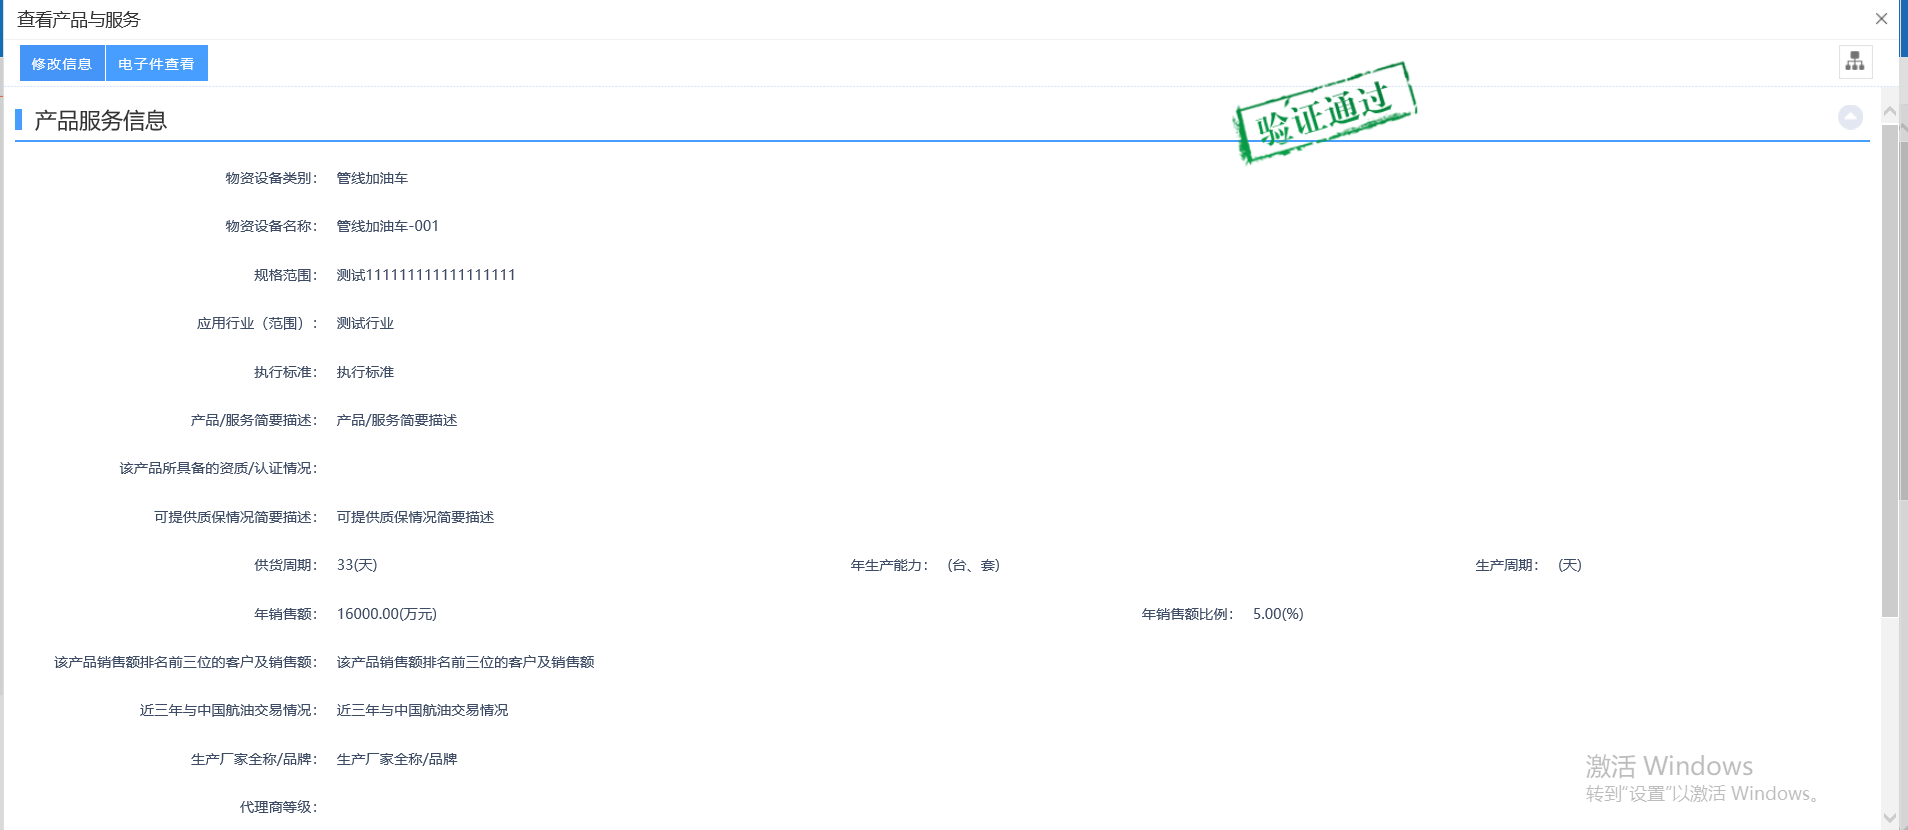 查看产品与服务
修改信息 电子件查看
产品服务信息
验证通过
物资设备类别： 管线加油车
物资设备名称： 管线加油车-001
规格范围： 测试111111111111111111
应用行业（范围）： 测试行业
执行标准： 执行标准
产品/服务简要描述： 产品/服务简要描述
该产品所具备的资质/认证情况：
可提供质保情况简要描述： 可提供质保情况简要描述
供货周期： 33(天) 年生产能力： (台、套) 生产周期： (天)
年销售额： 16000.00(万元) 年销售额比例： 5.00(%)
该产品销售额排名前三位的客户及销售额： 该产品销售额排名前三位的客户及销售额
近三年与中国航油交易情况： 近三年与中国航油交易情况
生产厂家全称/品牌： 生产厂家全称/品牌
代理商等级：
激活 Windows
转到“设置”以激活 Windows。